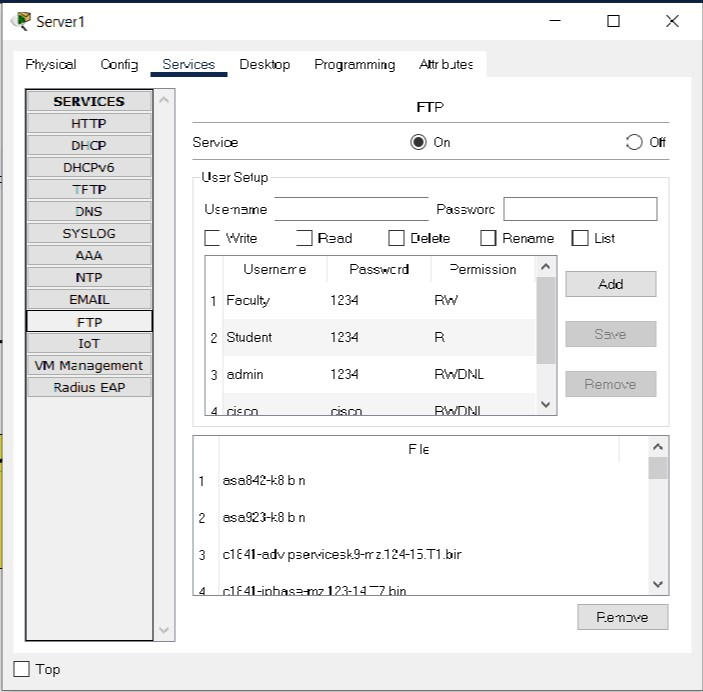 Server1
Physical Config Services Desktop Programming Attributes
SERVICES
HTTP
DHCP
DHCPv6
TFTP
DNS
SYSLOG
AAA
NTP
EMAIL
FTP
IoT
VM Management
Radius EAP
FTP
Service On Off
User Setup
Username Password
Write Read Delete Rename List
Username Password Permission
1 Faculty 1234 RW
2 Student 1234 R
3 admin 1234 RWDNL
4 cisco cisco RWDNL
Add
Save
Remove
File
1 asa842-k8.bin
2 asa923-k8.bin
3 c1841-advipservicesk9-mz.124-15.T1.bin
4 c1841-ipbase-mz.123-14.T7.bin
Remove
Top